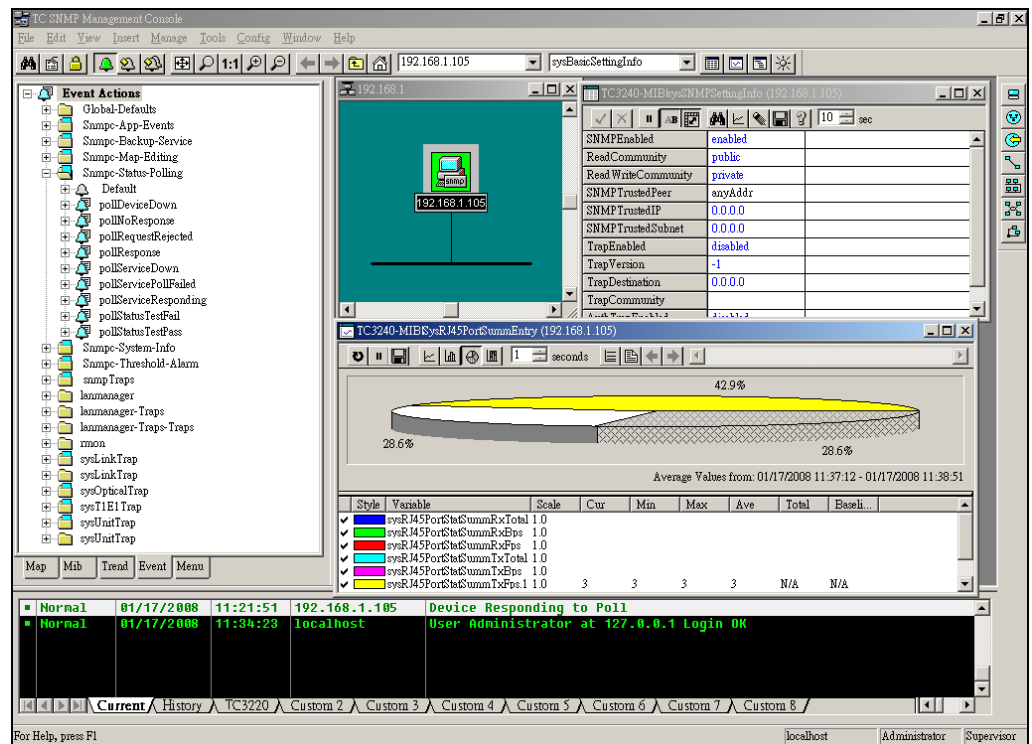 TC SNMP Management Console
File Edit View Insert Manage Tools Config Window Help
1:1 192.168.1.105 sysBasicSettingInfo
Event Actions
Global-Defaults
Snmpc-App-Events
Snmpc-Backup-Service
Snmpc-Map-Editing
Snmpc-Status-Polling
Default
pollDeviceDown
pollNoResponse
pollRequestRejected
pollResponse
pollServiceDown
pollServicePollFailed
pollServiceResponding
pollStatusTestFail
pollStatusTestPass
Snmpc-System-Info
Snmpc-Threshold-Alarm
snmpTraps
lanmanager
lanmanager-Traps
lanmanager-Traps-Traps
rmon
sysLinkTrap
sysLinkTrap
sysOpticalTrap
sysT1E1Trap
sysUnitTrap
sysUnitTrap
Map Mib Trend Event Menu
192.168.1
snmp
192.168.1.105
TC3240-MIB\sysSNMPSettingInfo (192.168.1.105)
AB 10 sec
SNMPEnabled enabled
ReadCommunity public
ReadWriteCommunity private
SNMPTrustedPeer anyAddr
SNMPTrustedIP 0.0.0.0
SNMPTrustedSubnet 0.0.0.0
TrapEnabled disabled
TrapVersion -1
TrapDestination 0.0.0.0
TrapCommunity
TC3240-MIB\SysRJ45PortSummEntry (192.168.1.105)
1 seconds
42.9%
28.6%
28.6%
Average Values from: 01/17/2008 11:37:12 - 01/17/2008 11:38:51
Style Variable Scale Cur Min Max Ave Total Baseli...
sysRJ45PortStatSummRxTotal 1.0
sysRJ45PortStatSummRxBps 1.0
sysRJ45PortStatSummRxFps 1.0
sysRJ45PortStatSummTxTotal 1.0
sysRJ45PortStatSummTxBps 1.0
sysRJ45PortStatSummTxFps.1 1.0 3 3 3 3 N/A N/A
Normal 01/17/2008 11:21:51 192.168.1.105 Device Responding to Poll
Normal 01/17/2008 11:34:23 localhost User Administrator at 127.0.0.1 Login OK
Current History TC3220 Custom 2 Custom 3 Custom 4 Custom 5 Custom 6 Custom 7 Custom 8
For Help, press F1 localhost Administrator Supervisor